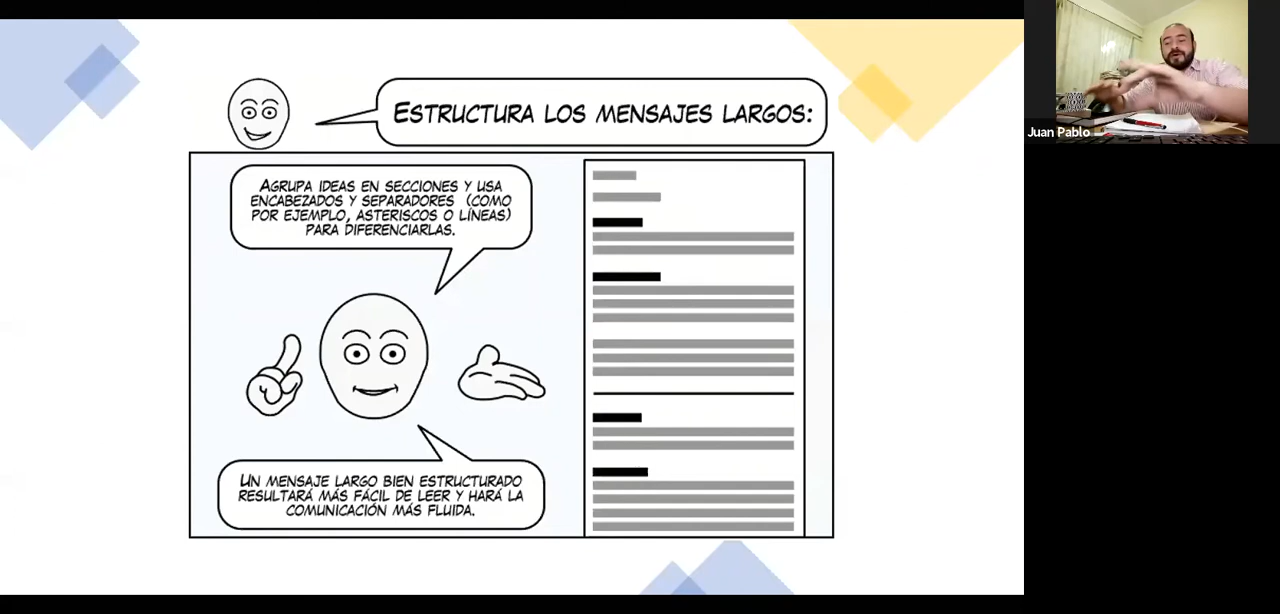 ESTRUCTURA LOS MENSAJES LARGOS:
AGRUPA IDEAS EN SECCIONES Y USA
ENCABEZADOS Y SEPARADORES (COMO
POR EJEMPLO, ASTERISCOS O LÍNEAS)
PARA DIFERENCIARLAS.
UN MENSAJE LARGO BIEN ESTRUCTURADO
RESULTARÁ MÁS FÁCIL DE LEER Y HARÁ LA
COMUNICACIÓN MÁS FLUIDA.
Juan Pablo